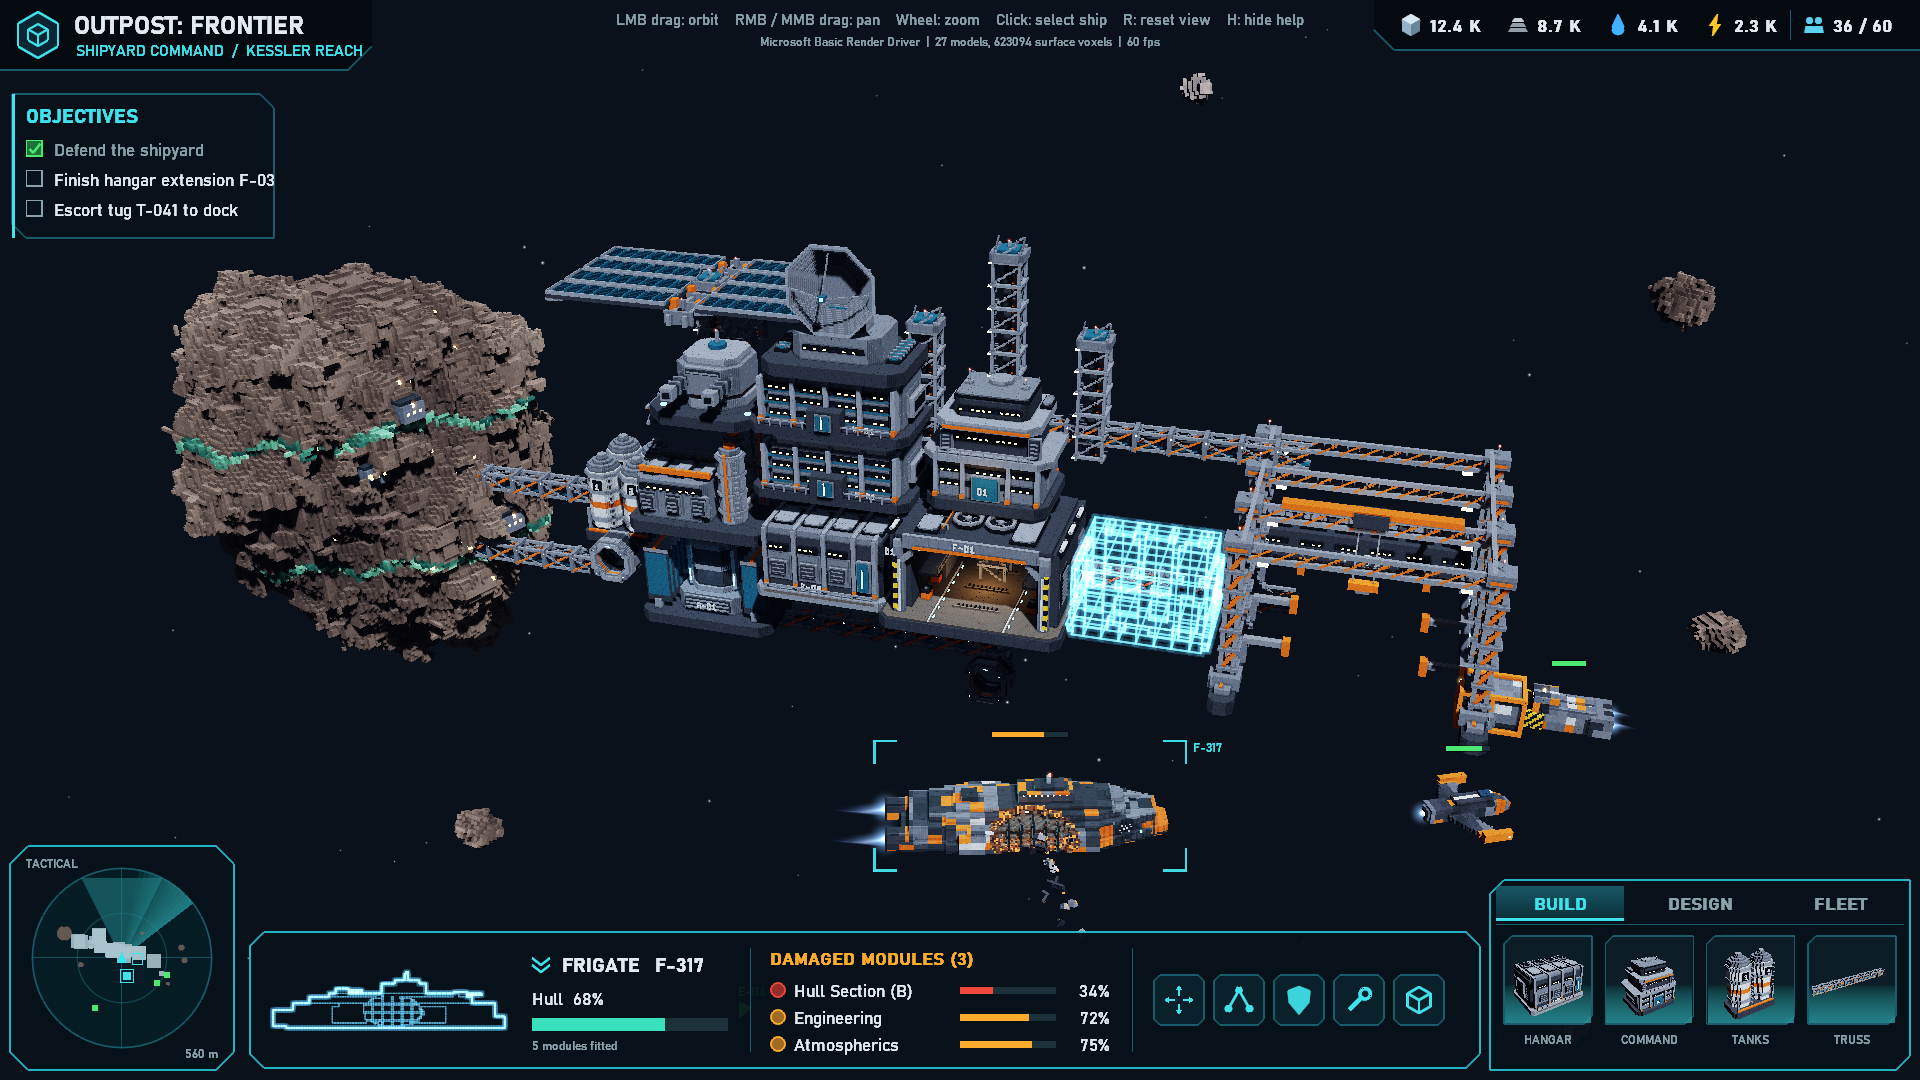 OUTPOST: FRONTIER
SHIPYARD COMMAND / KESSLER REACH
LMB drag: orbit RMB / MMB drag: pan Wheel: zoom Click: select ship R: reset view H: hide help
Microsoft Basic Render Driver | 27 models, 623094 surface voxels | 60 fps
12.4 K 8.7 K 4.1 K 2.3 K 36 / 60
OBJECTIVES
Defend the shipyard
Finish hangar extension F-03
Escort tug T-041 to dock
D1
F-01
F-317
TACTICAL
560 m
FRIGATE F-317
Hull 68%
5 modules fitted
DAMAGED MODULES (3)
Hull Section (B) 34%
Engineering 72%
Atmospherics 75%
BUILD DESIGN FLEET
HANGAR COMMAND TANKS TRUSS